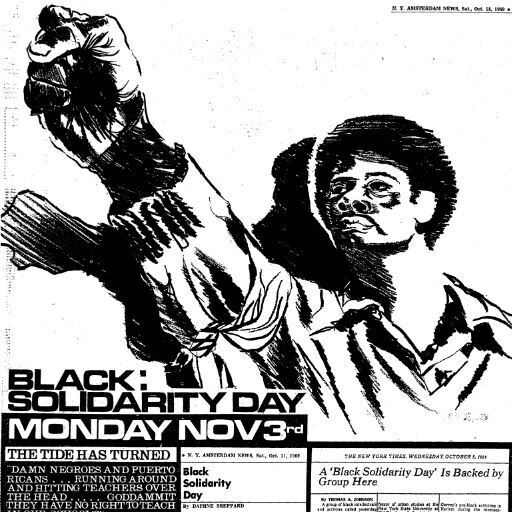 N. Y. AMSTERDAM NEWS, Sat., Oct. 18, 1969 •
BLACK:
SOLIDARITY DAY
MONDAY NOV 3rd
THE TIDE HAS TURNED
DAMN NEGROES AND PUERTO
RICANS . . . RUNNING AROUND
AND HITTING TEACHERS OVER
THE HEAD . . . . . GODDAMMIT
THEY HAVE NO RIGHT TO TEACH
• N. Y. AMSTERDAM NEWS, Sat., Oct. 11, 1969
Black
Solidarity
Day
By DAPHNE SHEPPARD
THE NEW YORK TIMES, WEDNESDAY, OCTOBER 8, 1969
A 'Black Solidarity Day' Is Backed by
Group Here
By THOMAS A. JOHNSON